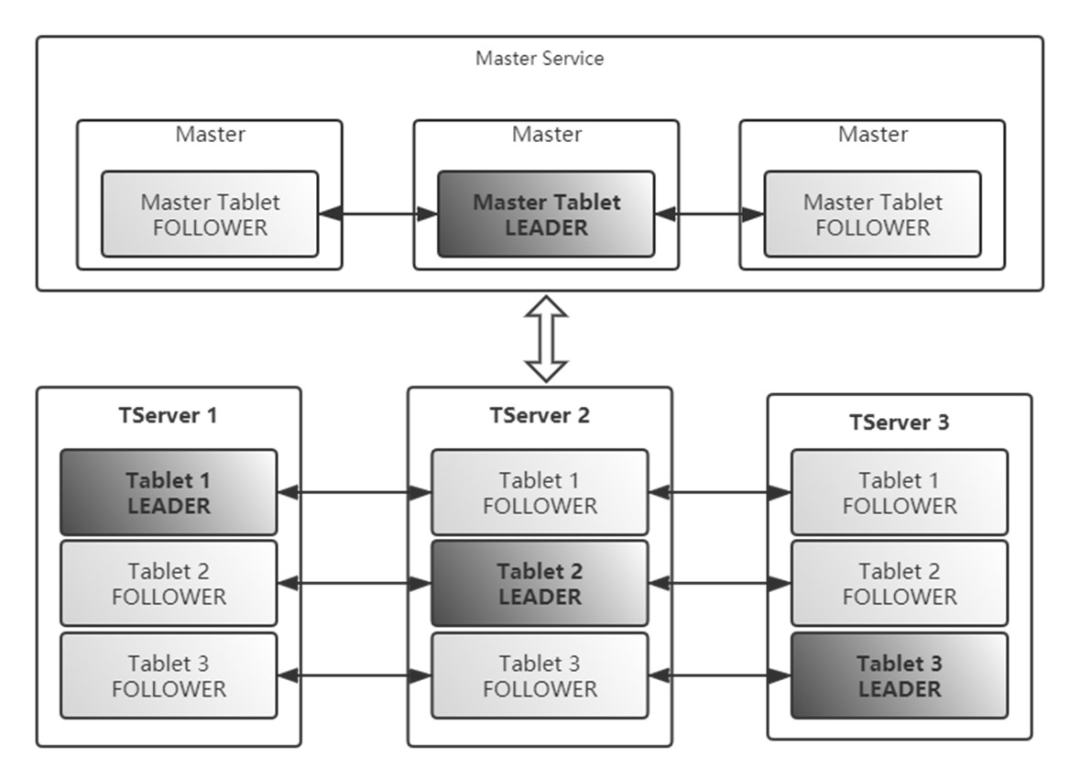 Master Service
Master
Master Tablet
FOLLOWER
Master
Master Tablet
LEADER
Master
Master Tablet
FOLLOWER
TServer 1
Tablet 1
LEADER
Tablet 2
FOLLOWER
Tablet 3
FOLLOWER
TServer 2
Tablet 1
FOLLOWER
Tablet 2
LEADER
Tablet 3
FOLLOWER
TServer 3
Tablet 1
FOLLOWER
Tablet 2
FOLLOWER
Tablet 3
LEADER